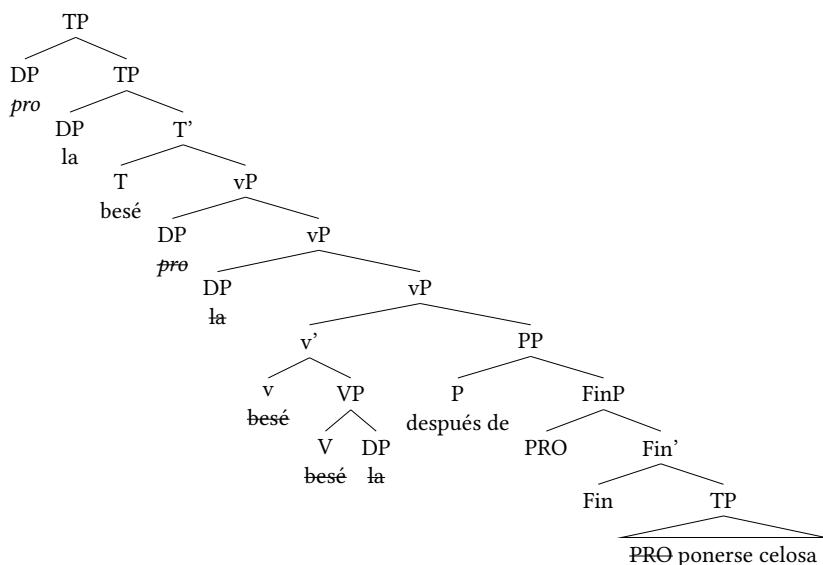 TP
DP TP
pro
DP T’
la
T vP
besé
DP vP
pro
DP vP
la
v’ PP
v VP P FinP
besé después de
V DP PRO Fin’
besé la
Fin TP
PRO ponerse celosa